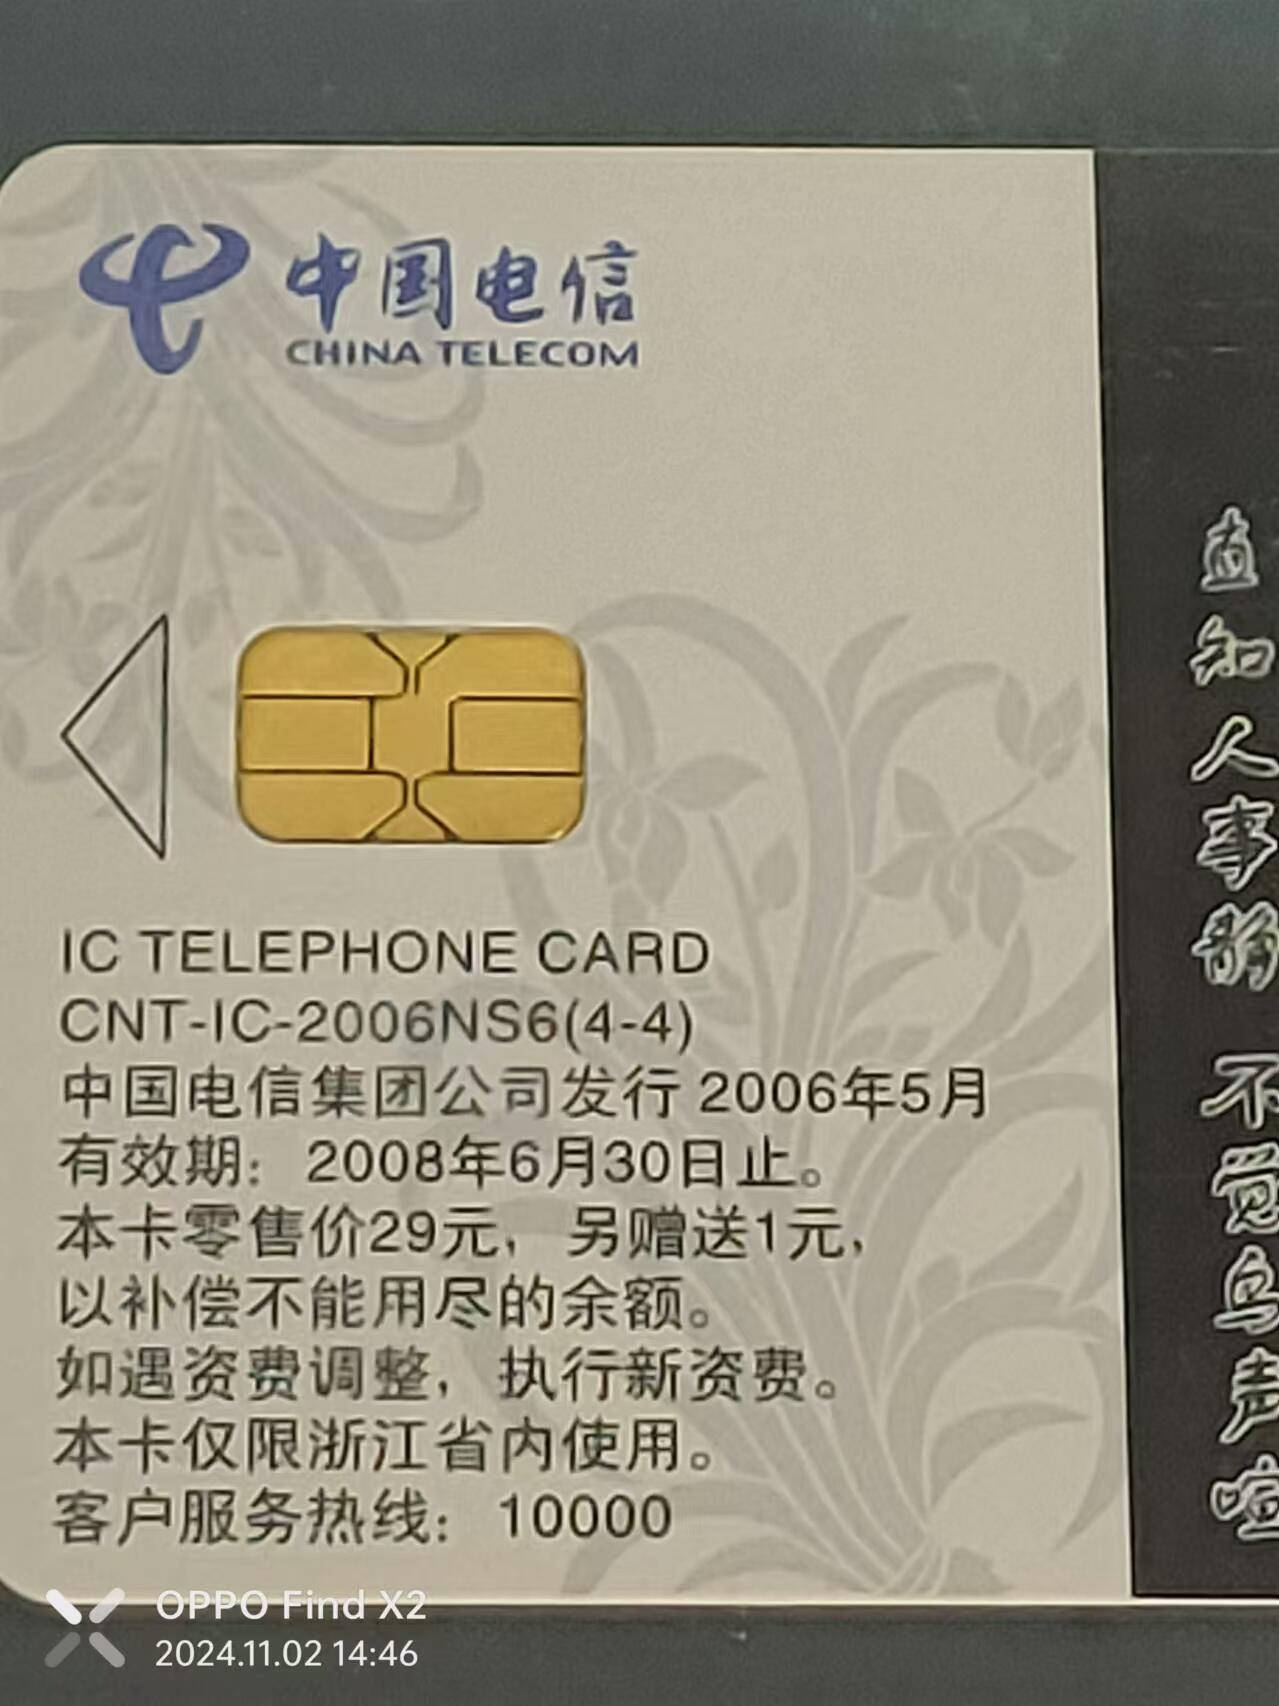 中国电信
CHINA TELECOM
IC TELEPHONE CARD
CNT-IC-2006NS6(4-4)
中国电信集团公司发行 2006年5月
有效期：2008年6月30日止。
本卡零售价29元，另赠送1元，
以补偿不能用尽的余额。
如遇资费调整，执行新资费。
本卡仅限浙江省内使用。
客户服务热线：10000
直知人事静
不觉鸟声喧
OPPO Find X2
2024.11.02 14:46